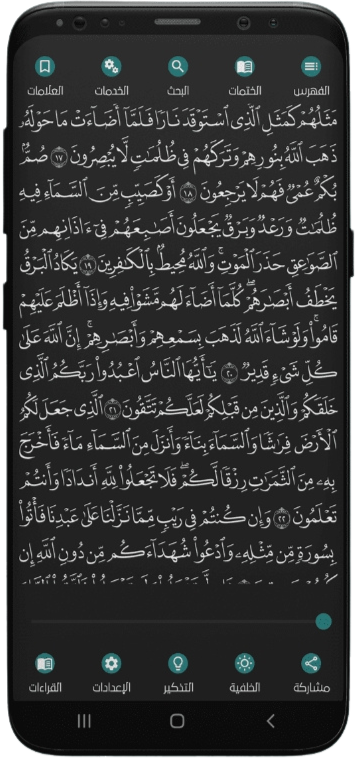 الفهرس الختمات البحث الخدمات العلامات
مَثَلُهُمْ كَمَثَلِ ٱلَّذِى ٱسْتَوْقَدَ نَارًا فَلَمَّآ أَضَآءَتْ مَا حَوْلَهُۥ
ذَهَبَ ٱللَّهُ بِنُورِهِمْ وَتَرَكَهُمْ فِى ظُلُمَٰتٍ لَّا يُبْصِرُونَ ١٧ صُمٌّۢ
بُكْمٌ عُمْىٌ فَهُمْ لَا يَرْجِعُونَ ١٨ أَوْ كَصَيِّبٍ مِّنَ ٱلسَّمَآءِ فِيهِ
ظُلُمَٰتٌ وَرَعْدٌ وَبَرْقٌ يَجْعَلُونَ أَصَٰبِعَهُمْ فِىٓ ءَاذَانِهِم مِّنَ
ٱلصَّوَٰعِقِ حَذَرَ ٱلْمَوْتِ ۚ وَٱللَّهُ مُحِيطٌۢ بِٱلْكَٰفِرِينَ ١٩ يَكَادُ ٱلْبَرْقُ
يَخْطَفُ أَبْصَٰرَهُمْ ۖ كُلَّمَآ أَضَآءَ لَهُم مَّشَوْا۟ فِيهِ وَإِذَآ أَظْلَمَ عَلَيْهِمْ
قَامُوا۟ ۚ وَلَوْ شَآءَ ٱللَّهُ لَذَهَبَ بِسَمْعِهِمْ وَأَبْصَٰرِهِمْ ۚ إِنَّ ٱللَّهَ عَلَىٰ
كُلِّ شَىْءٍ قَدِيرٌ ٢٠ يَٰٓأَيُّهَا ٱلنَّاسُ ٱعْبُدُوا۟ رَبَّكُمُ ٱلَّذِى
خَلَقَكُمْ وَٱلَّذِينَ مِن قَبْلِكُمْ لَعَلَّكُمْ تَتَّقُونَ ٢١ ٱلَّذِى جَعَلَ لَكُمُ
ٱلْأَرْضَ فِرَٰشًا وَٱلسَّمَآءَ بِنَآءً وَأَنزَلَ مِنَ ٱلسَّمَآءِ مَآءً فَأَخْرَجَ
بِهِۦ مِنَ ٱلثَّمَرَٰتِ رِزْقًا لَّكُمْ ۖ فَلَا تَجْعَلُوا۟ لِلَّهِ أَندَادًا وَأَنتُمْ
تَعْلَمُونَ ٢٢ وَإِن كُنتُمْ فِى رَيْبٍ مِّمَّا نَزَّلْنَا عَلَىٰ عَبْدِنَا فَأْتُوا۟
بِسُورَةٍ مِّن مِّثْلِهِۦ وَٱدْعُوا۟ شُهَدَآءَكُم مِّن دُونِ ٱللَّهِ إِن
مشاركة الخلفية التذكير الإعدادات القراءات